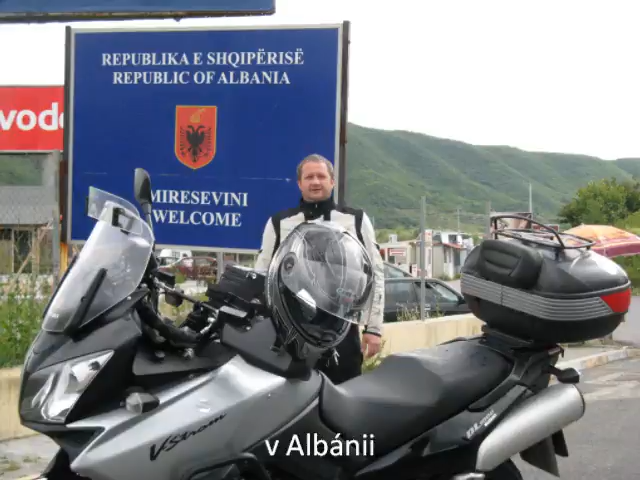 REPUBLIKA E SHQIPËRISË
REPUBLIC OF ALBANIA
vodo
MIRESEVINI
WELCOME
V-Strom
v Albánii